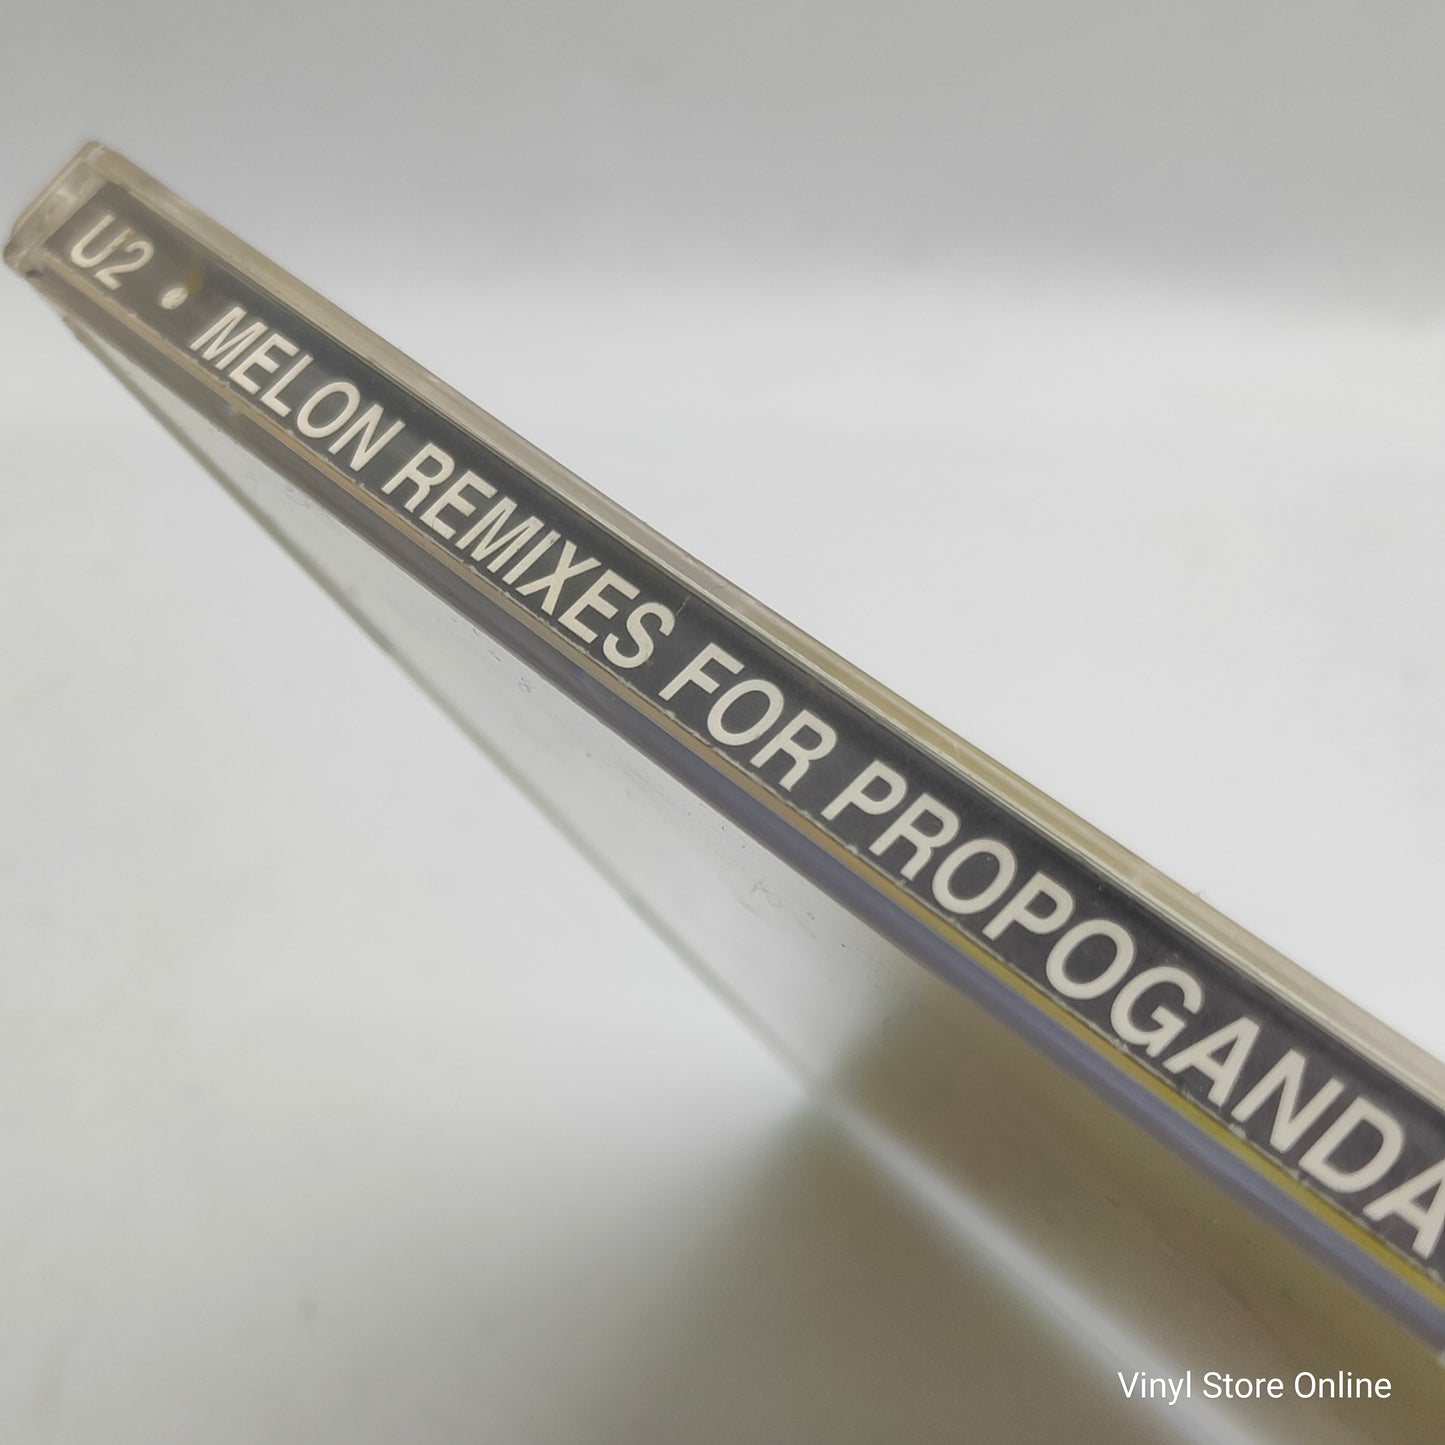 U2 • MELON REMIXES FOR PROPOGANDA
Vinyl Store Online